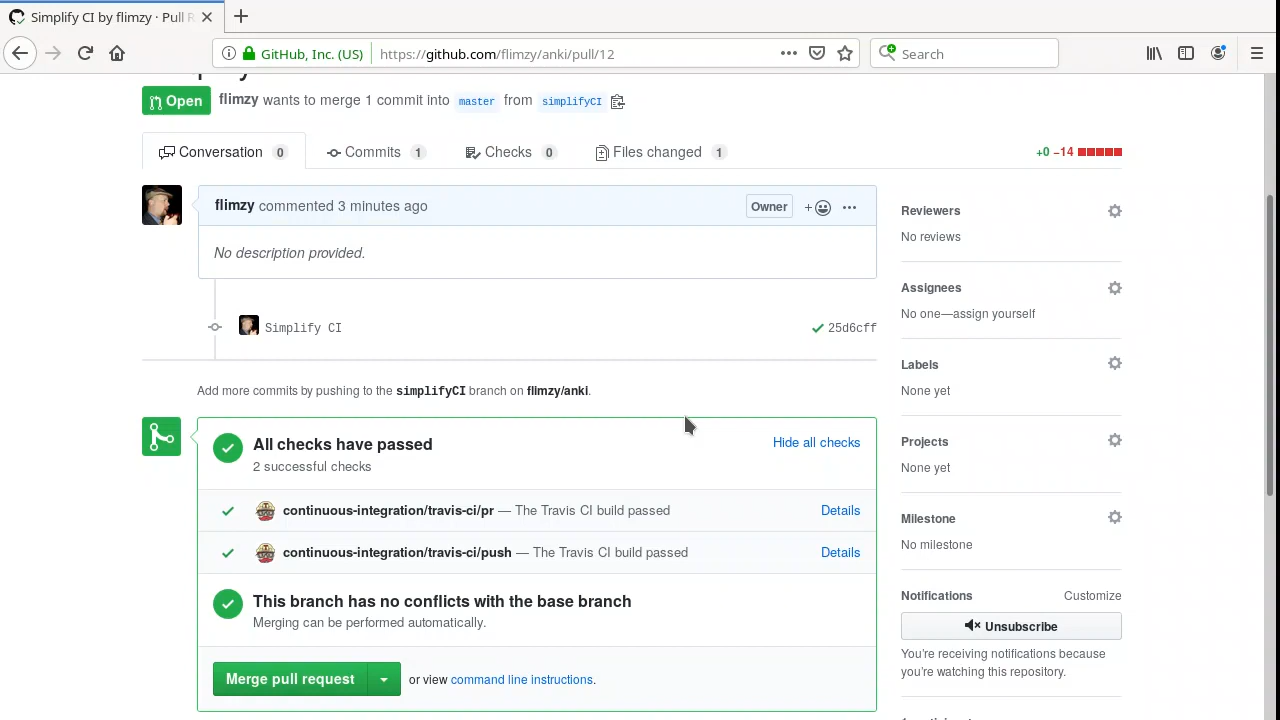 Simplify CI by flimzy · Pull R
GitHub, Inc. (US)
https://github.com/flimzy/anki/pull/12
Search
Open
flimzy wants to merge 1 commit into master from simplifyCI
Conversation 0
Commits 1
Checks 0
Files changed 1
+0 −14
flimzy commented 3 minutes ago
Owner
No description provided.
Simplify CI
25d6cff
Add more commits by pushing to the simplifyCI branch on flimzy/anki.
All checks have passed
Hide all checks
2 successful checks
continuous-integration/travis-ci/pr — The Travis CI build passed
Details
continuous-integration/travis-ci/push — The Travis CI build passed
Details
This branch has no conflicts with the base branch
Merging can be performed automatically.
Merge pull request
or view command line instructions.
Reviewers
No reviews
Assignees
No one—assign yourself
Labels
None yet
Projects
None yet
Milestone
No milestone
Notifications
Customize
Unsubscribe
You're receiving notifications because
you're watching this repository.